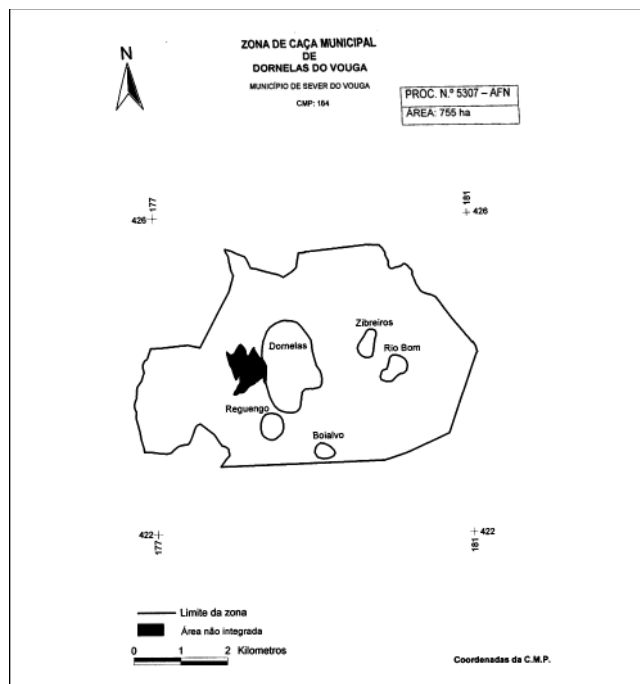 ZONA DE CAÇA MUNICIPAL
DE
DORNELAS DO VOUGA
MUNICÍPIO DE SEVER DO VOUGA
CMP: 164
N
PROC. N.º 5307 – AFN
ÁREA: 755 ha
177
426
181
426
Zibreiros
Dornelas
Rio Bom
Reguengo
Boialvo
422
177
422
181
Limite da zona
Área não integrada
0 1 2 Kilometros
Coordenadas da C.M.P.